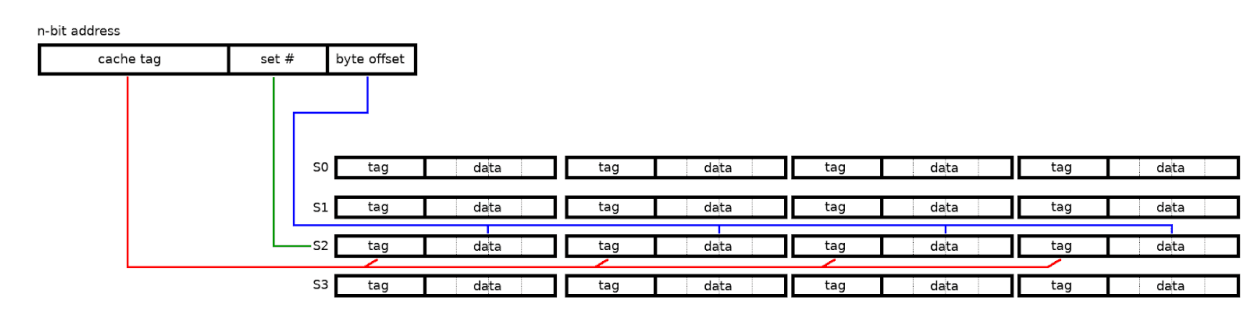 n-bit address
cache tag set # byte offset
S0 tag data tag data tag data tag data
S1 tag data tag data tag data tag data
S2 tag data tag data tag data tag data
S3 tag data tag data tag data tag data